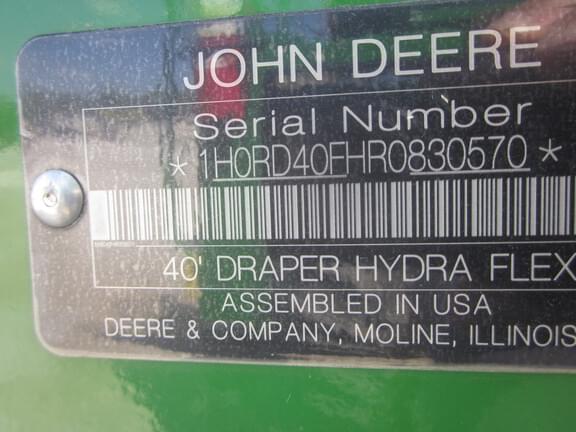 JOHN DEERE
Serial Number
*1H0RD40FHR0830570*
40' DRAPER HYDRA FLEX
ASSEMBLED IN USA
DEERE & COMPANY, MOLINE, ILLINOIS